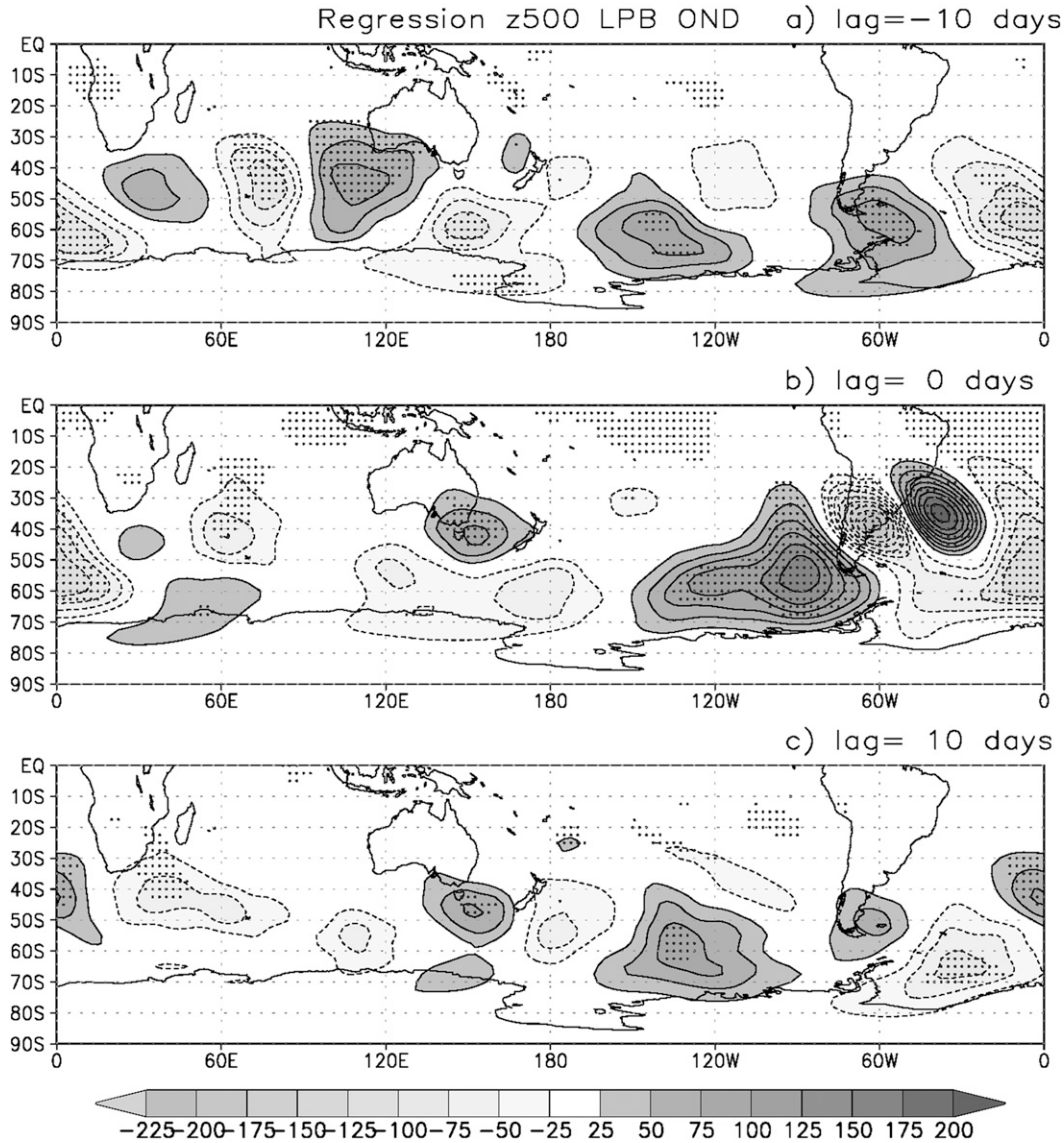 Regression z500 LPB OND a) lag=-10 days
EQ
10S
20S
30S
40S
50S
60S
70S
80S
90S
0 60E 120E 180 120W 60W 0
b) lag= 0 days
EQ
10S
20S
30S
40S
50S
60S
70S
80S
90S
0 60E 120E 180 120W 60W 0
c) lag= 10 days
EQ
10S
20S
30S
40S
50S
60S
70S
80S
90S
0 60E 120E 180 120W 60W 0
-225 -200 -175 -150 -125 -100 -75 -50 -25 25 50 75 100 125 150 175 200